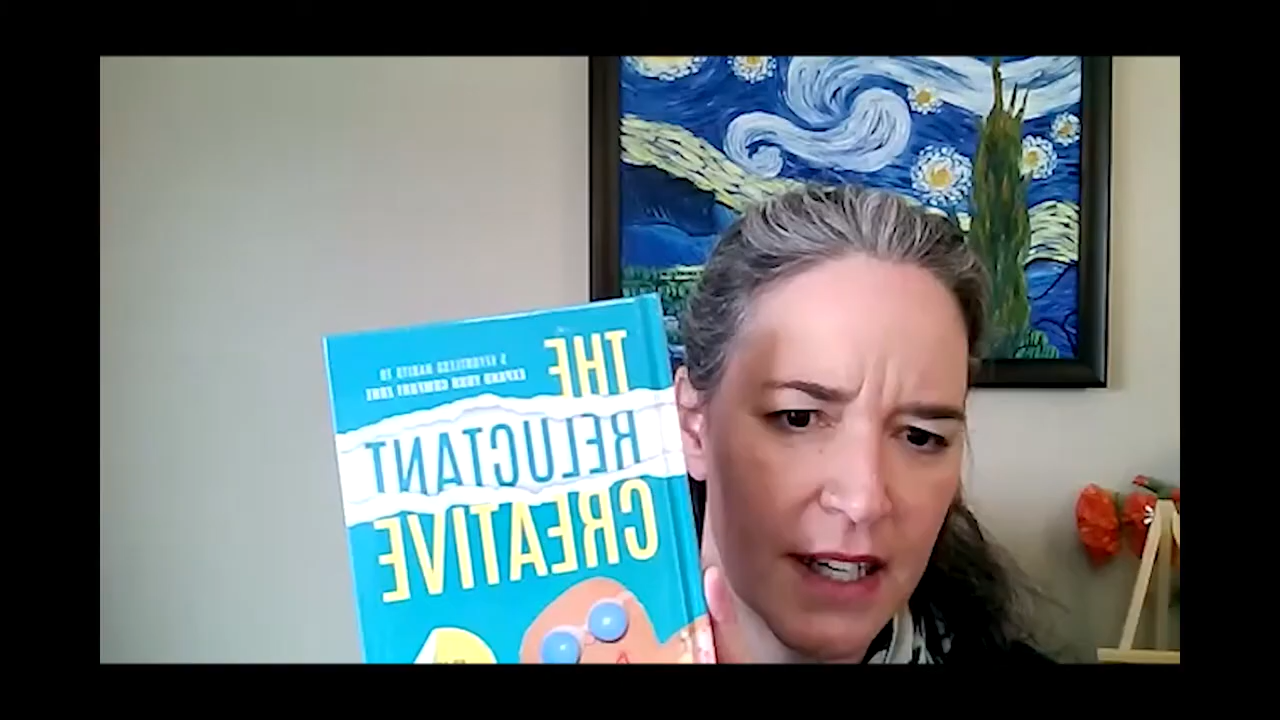 5 EFFORTLESS HABITS TO
EXPAND YOUR COMFORT ZONE
THE
RELUCTANT
CREATIVE